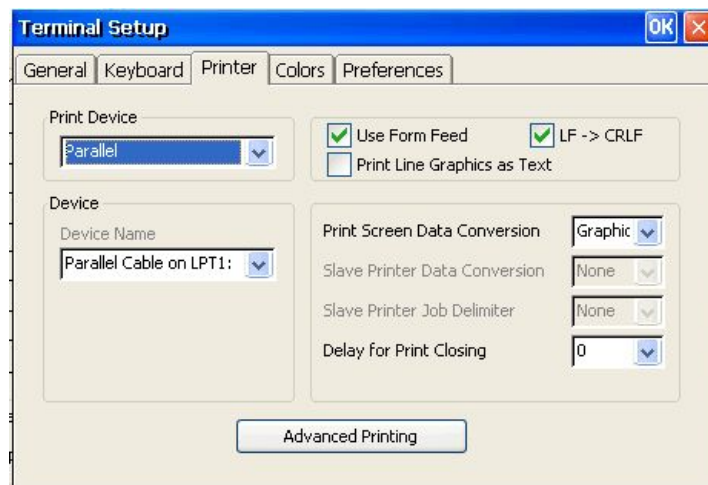 Terminal Setup
OK
General Keyboard Printer Colors Preferences
Print Device
Parallel
Use Form Feed
LF -> CRLF
Print Line Graphics as Text
Device
Device Name
Parallel Cable on LPT1:
Print Screen Data Conversion
Graphic
Slave Printer Data Conversion
None
Slave Printer Job Delimiter
None
Delay for Print Closing
0
Advanced Printing